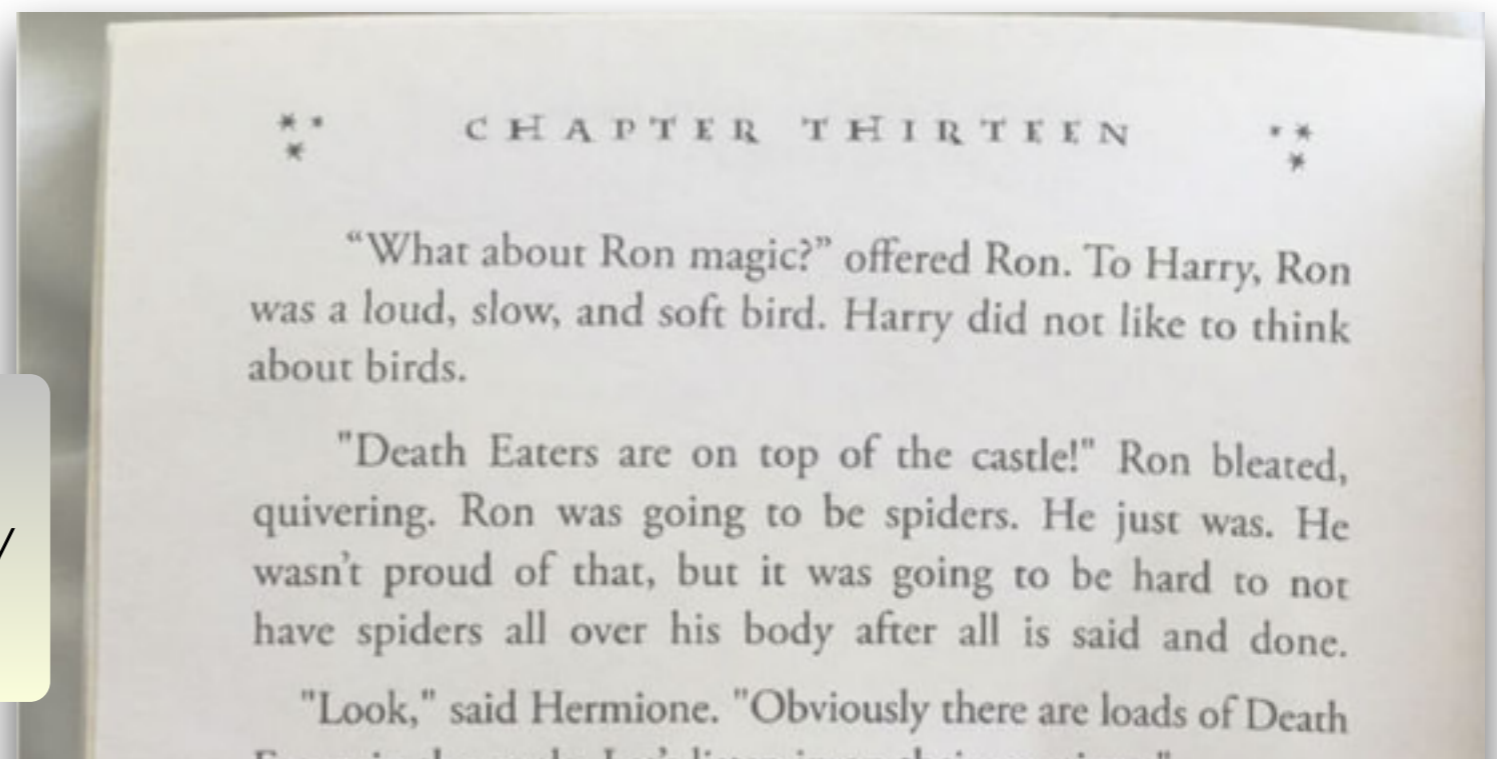 CHAPTER THIRTEEN
“What about Ron magic?” offered Ron. To Harry, Ron
was a loud, slow, and soft bird. Harry did not like to think
about birds.
"Death Eaters are on top of the castle!" Ron bleated,
quivering. Ron was going to be spiders. He just was. He
wasn’t proud of that, but it was going to be hard to not
have spiders all over his body after all is said and done.
"Look," said Hermione. "Obviously there are loads of Death